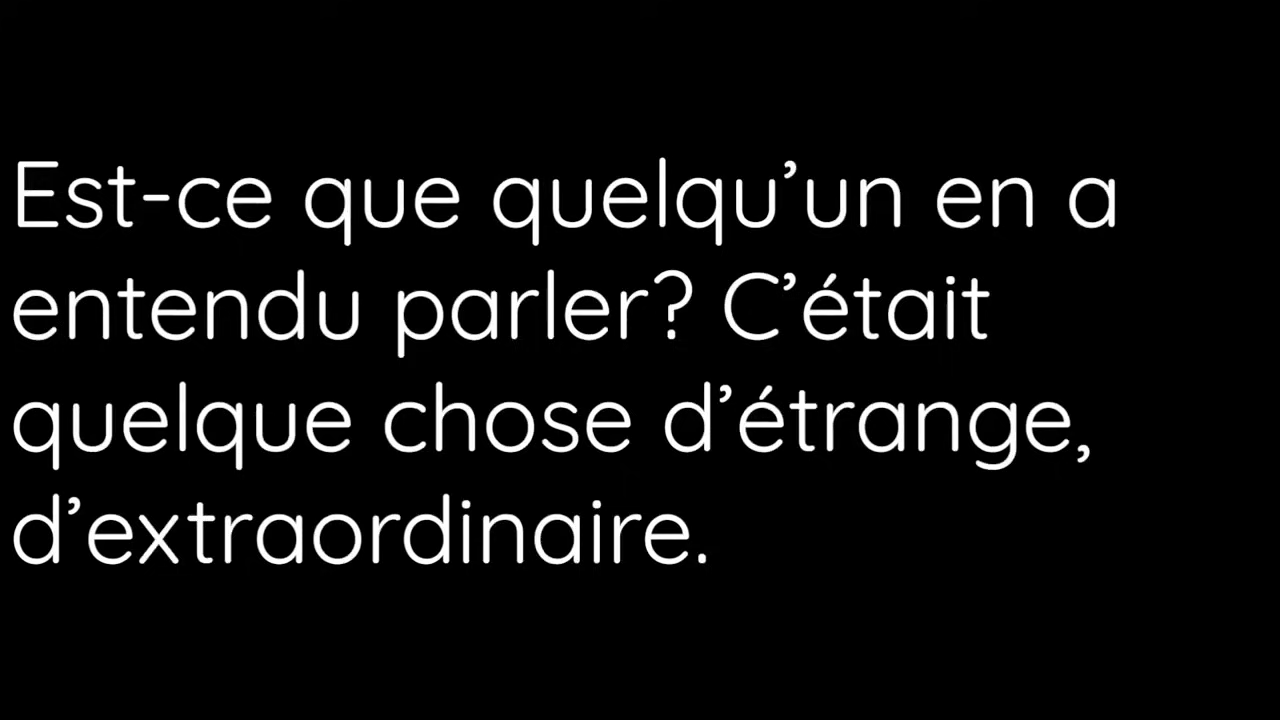 Est-ce que quelqu’un en a
entendu parler? C’était
quelque chose d’étrange,
d’extraordinaire.